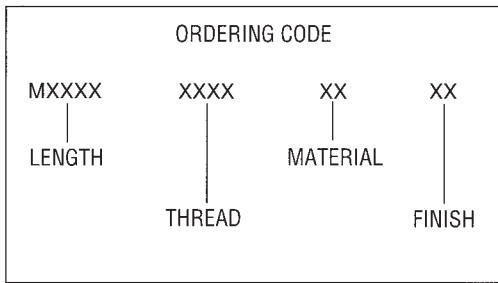 ORDERING CODE
MXXXX XXXX XX XX
LENGTH MATERIAL
THREAD FINISH